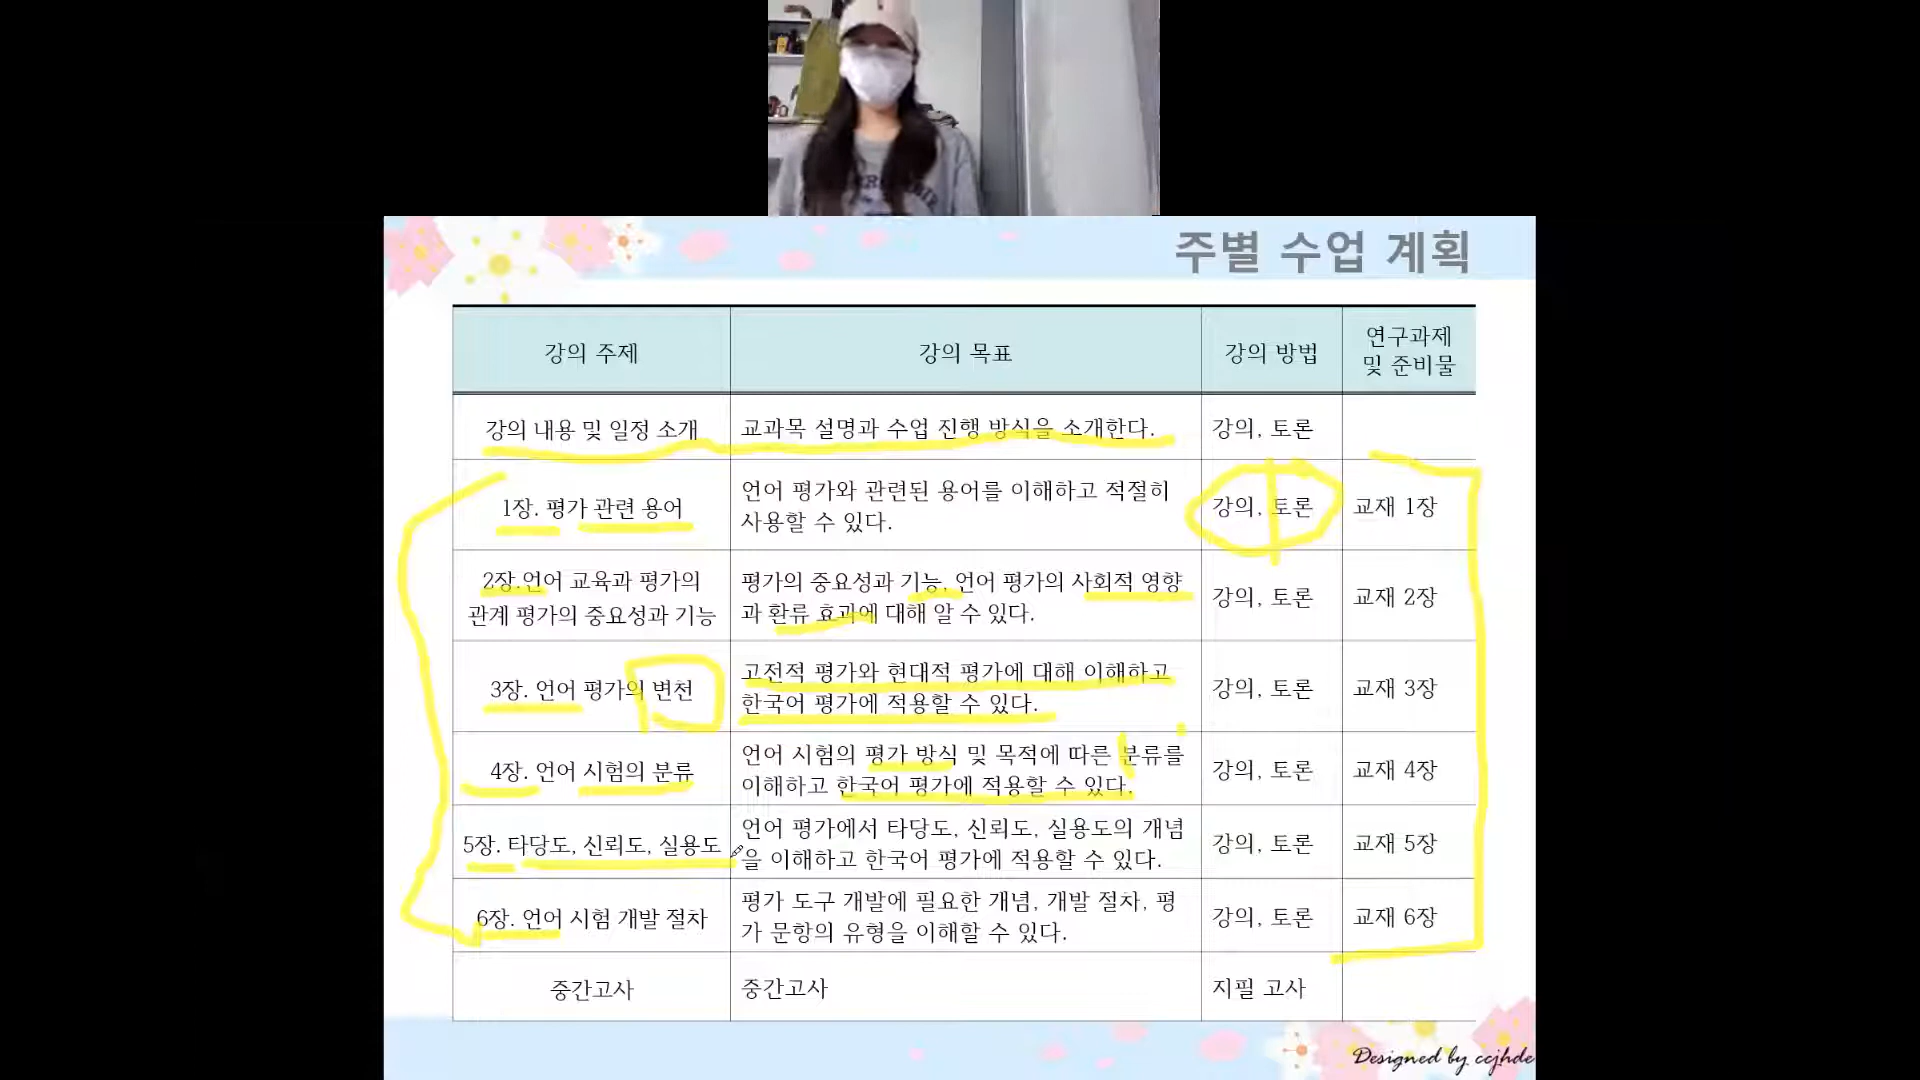 주별 수업 계획
강의 주제
강의 목표
강의 방법
연구과제
및 준비물
강의 내용 및 일정 소개
교과목 설명과 수업 진행 방식을 소개한다.
강의, 토론
1장. 평가 관련 용어
언어 평가와 관련된 용어를 이해하고 적절히
사용할 수 있다.
강의, 토론
교재 1장
2장.언어 교육과 평가의
관계 평가의 중요성과 기능
평가의 중요성과 기능, 언어 평가의 사회적 영향
과 환류 효과에 대해 알 수 있다.
강의, 토론
교재 2장
3장. 언어 평가의 변천
고전적 평가와 현대적 평가에 대해 이해하고
한국어 평가에 적용할 수 있다.
강의, 토론
교재 3장
4장. 언어 시험의 분류
언어 시험의 평가 방식 및 목적에 따른 분류를
이해하고 한국어 평가에 적용할 수 있다.
강의, 토론
교재 4장
5장. 타당도, 신뢰도, 실용도
언어 평가에서 타당도, 신뢰도, 실용도의 개념
을 이해하고 한국어 평가에 적용할 수 있다.
강의, 토론
교재 5장
6장. 언어 시험 개발 절차
평가 도구 개발에 필요한 개념, 개발 절차, 평
가 문항의 유형을 이해할 수 있다.
강의, 토론
교재 6장
중간고사
중간고사
지필 고사
Designed by ccjhde